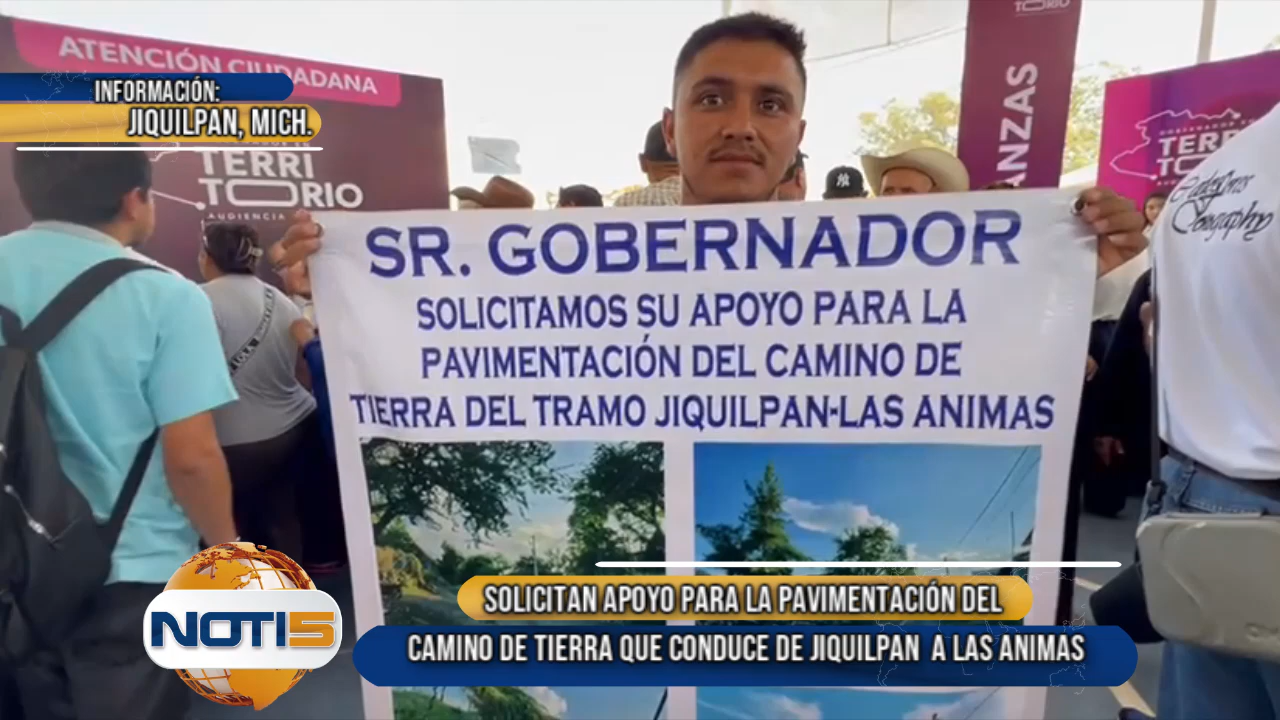 ATENCIÓN CIUDADANA
INFORMACIÓN:
JIQUILPAN, MICH.
TERRI
TORIO
AUDIENCIA
TORIO
ANZAS
TERRI
SR. GOBERNADOR
SOLICITAMOS SU APOYO PARA LA
PAVIMENTACIÓN DEL CAMINO DE
TIERRA DEL TRAMO JIQUILPAN-LAS ANIMAS
NOTI5
SOLICITAN APOYO PARA LA PAVIMENTACIÓN DEL
CAMINO DE TIERRA QUE CONDUCE DE JIQUILPAN A LAS ANIMAS